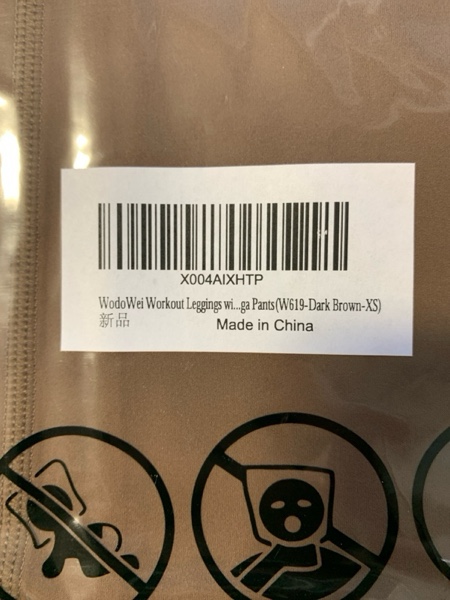 X004AIXHTP
WodoWei Workout Leggings wi...ga Pants(W619-Dark Brown-XS)
新品
Made in China